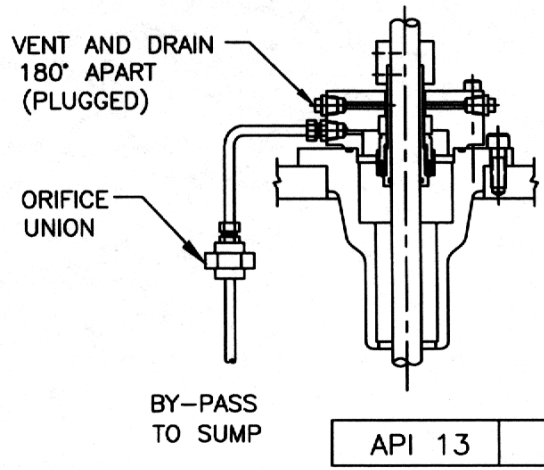 VENT AND DRAIN
180° APART
(PLUGGED)
ORIFICE
UNION
BY-PASS
TO SUMP
API 13